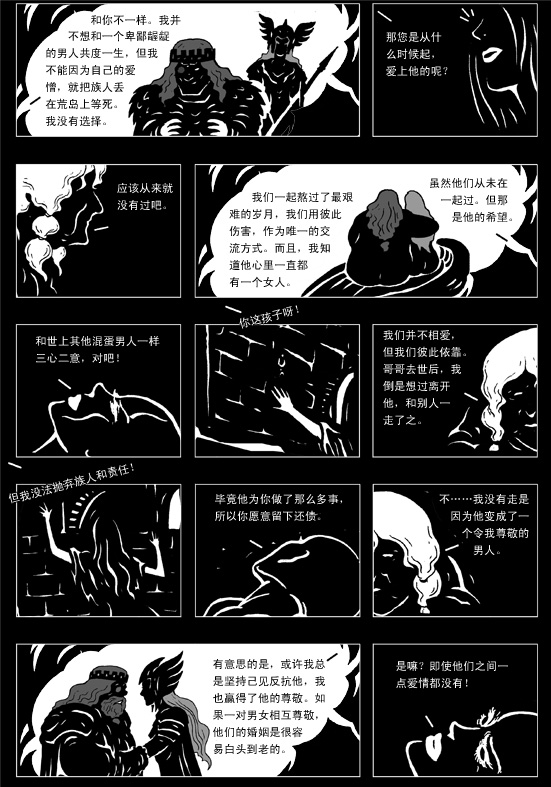 和你不一样。我并
不想和一个卑鄙龌龊
的男人共度一生，但我
不能因为自己的爱
憎，就把族人丢
在荒岛上等死。
我没有选择。
那您是从什
么时候起，
爱上他的呢？
应该从来就
没有过吧。
我们一起熬过了最艰
难的岁月，我们用彼此
伤害，作为唯一的交
流方式。而且，我知
道他心里一直都
有一个女人。
虽然他们从未在
一起过。但那
是他的希望。
和世上其他混蛋男人一样
三心二意，对吧！
你这孩子呀！
我们并不相爱，
但我们彼此依靠。
哥哥去世后，我
倒是想过离开
他，和别人一
走了之。
但我没法抛弃族人和责任！
毕竟他为你做了那么多事，
所以你愿意留下还债。
不……我没有走是
因为他变成了一
个令我尊敬的
男人。
有意思的是，或许我总
是坚持己见反抗他，我
也赢得了他的尊敬。如
果一对男女相互尊敬，
他们的婚姻是很容
易白头到老的。
是嘛？即使他们之间一
点爱情都没有！